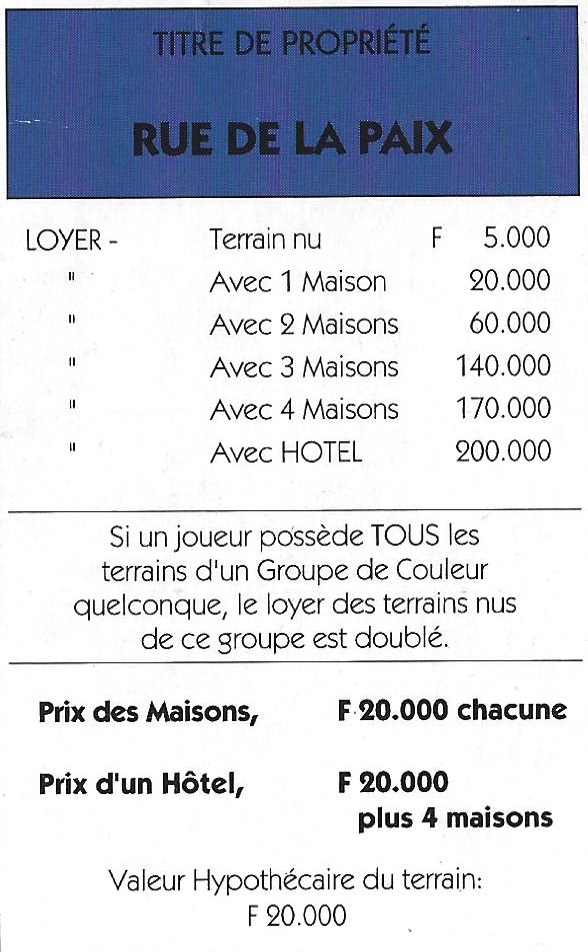 TITRE DE PROPRIÉTÉ
RUE DE LA PAIX
LOYER - Terrain nu F 5.000
" Avec 1 Maison 20.000
" Avec 2 Maisons 60.000
" Avec 3 Maisons 140.000
" Avec 4 Maisons 170.000
" Avec HOTEL 200.000
Si un joueur possède TOUS les
terrains d'un Groupe de Couleur
quelconque, le loyer des terrains nus
de ce groupe est doublé.
Prix des Maisons, F 20.000 chacune
Prix d'un Hôtel, F 20.000
plus 4 maisons
Valeur Hypothécaire du terrain:
F 20.000